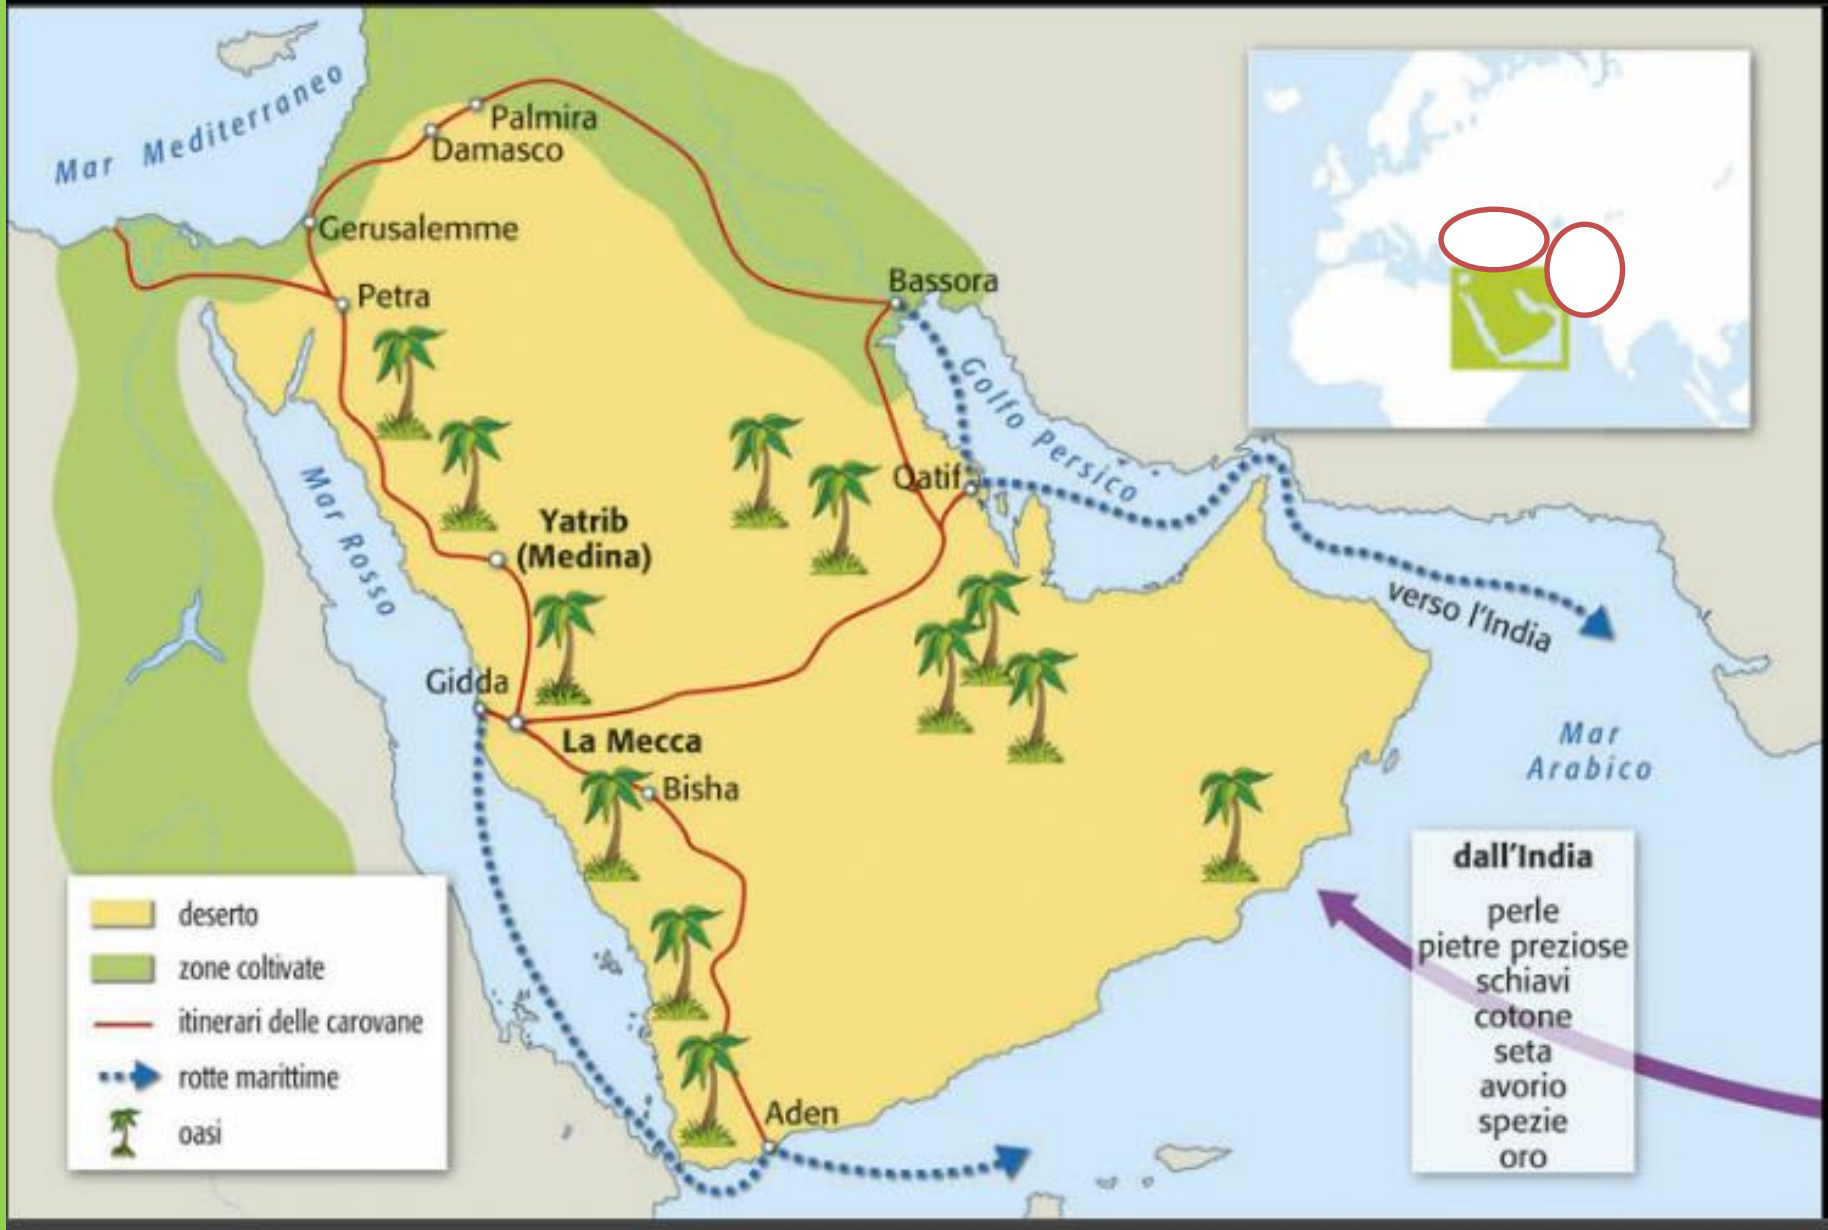 Mar Mediterraneo
Palmira
Damasco
Gerusalemme
Petra
Bassora
Golfo Persico
Qatif
Mar Rosso
Yatrib
(Medina)
verso l'India
Gidda
La Mecca
Bisha
Mar
Arabico
Aden
dall'India
perle
pietre preziose
schiavi
cotone
seta
avorio
spezie
oro
deserto
zone coltivate
itinerari delle carovane
rotte marittime
oasi